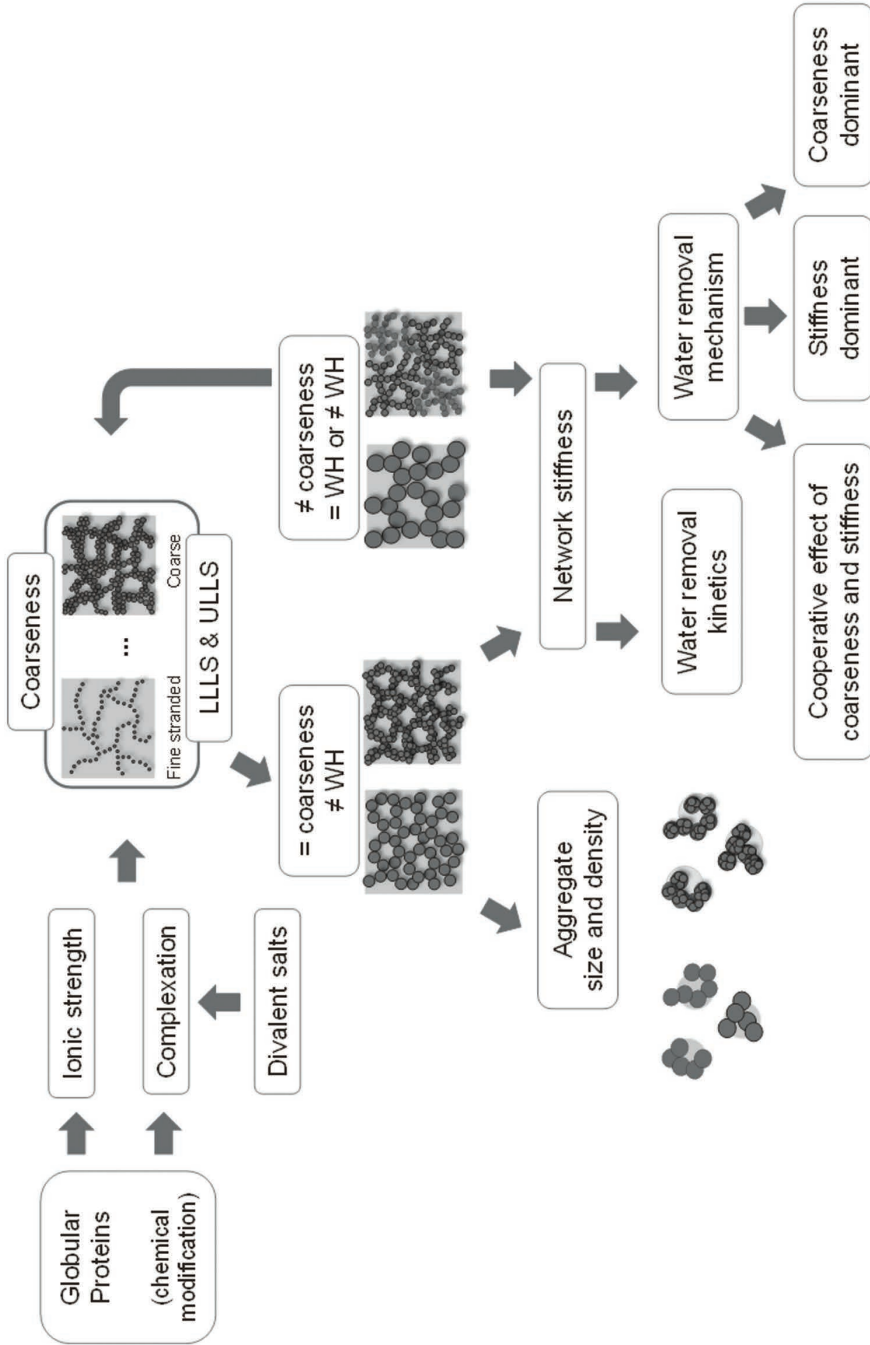 Globular
Proteins
(chemical
modification)
Ionic strength
Complexation
Divalent salts
Coarseness
...
Fine stranded
Coarse
LLLS & ULLS
= coarseness
≠ WH
≠ coarseness
= WH or ≠ WH
Aggregate
size and density
Network stiffness
Water removal
kinetics
Water removal
mechanism
Cooperative effect of
coarseness and stiffness
Stiffness
dominant
Coarseness
dominant